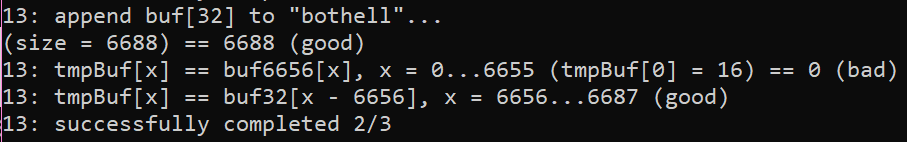 13: append buf[32] to "bothell"...
(size = 6688) == 6688 (good)
13: tmpBuf[x] == buf6656[x], x = 0...6655 (tmpBuf[0] = 16) == 0 (bad)
13: tmpBuf[x] == buf32[x - 6656], x = 6656...6687 (good)
13: successfully completed 2/3